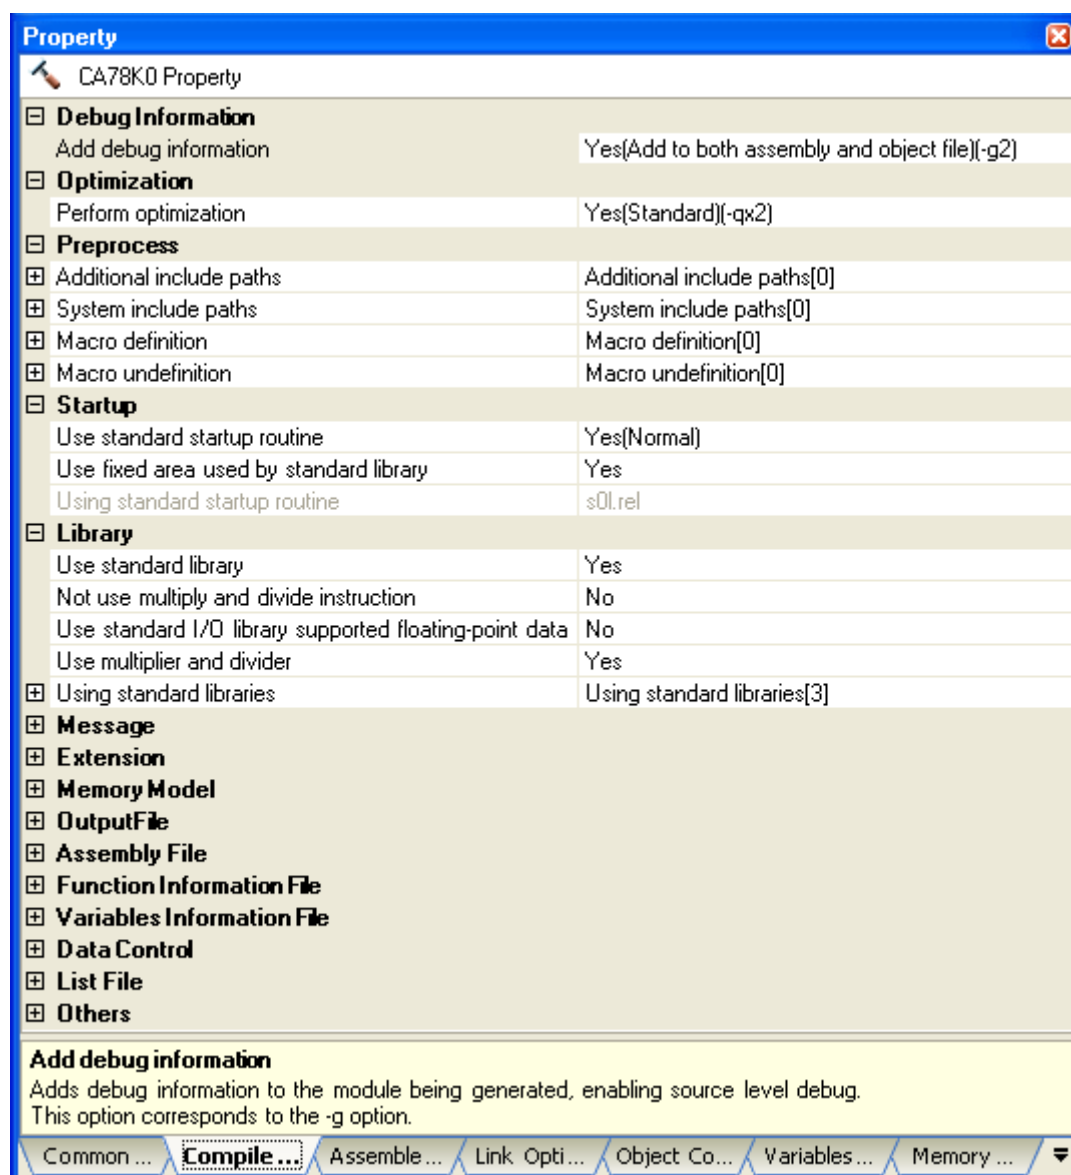 Property
CA78K0 Property
Debug Information
Add debug information Yes(Add to both assembly and object file)(-g2)
Optimization
Perform optimization Yes(Standard)(-qx2)
Preprocess
Additional include paths Additional include paths[0]
System include paths System include paths[0]
Macro definition Macro definition[0]
Macro undefinition Macro undefinition[0]
Startup
Use standard startup routine Yes(Normal)
Use fixed area used by standard library Yes
Using standard startup routine s0l.rel
Library
Use standard library Yes
Not use multiply and divide instruction No
Use standard I/O library supported floating-point data No
Use multiplier and divider Yes
Using standard libraries Using standard libraries[3]
Message
Extension
Memory Model
OutputFile
Assembly File
Function Information File
Variables Information File
Data Control
List File
Others
Add debug information
Adds debug information to the module being generated, enabling source level debug.
This option corresponds to the -g option.
Common ... Compile ... Assemble ... Link Opti... Object Co... Variables ... Memory ...